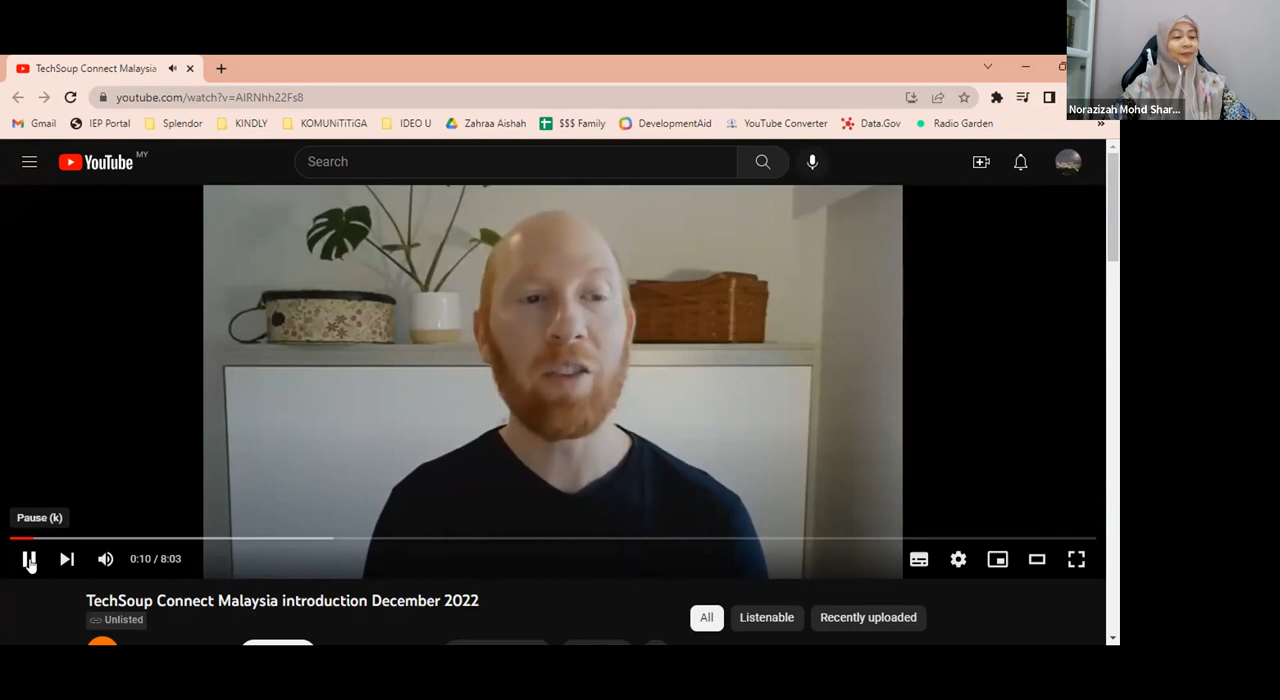 TechSoup Connect Malaysia
Norazizah Mohd Shar...
youtube.com/watch?v=AIRNhh22Fs8
Gmail IEP Portal Splendor KINDLY KOMUNiTiGA IDEO U Zahraa Aishah $$$ Family DevelopmentAid YouTube Converter Data.Gov Radio Garden »
YouTube MY
Search
Pause (k)
0:10 / 8:03
TechSoup Connect Malaysia introduction December 2022
Unlisted
All Listenable Recently uploaded